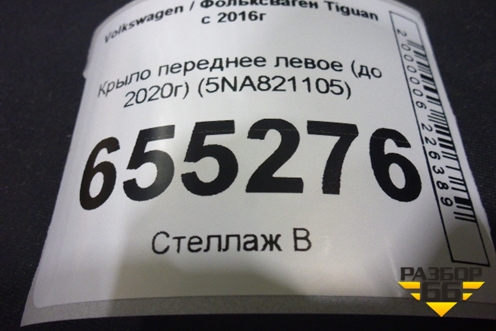 Volkswagen / Фольксваген Tiguan
с 2016г
Крыло переднее левое (до
2020г) (5NA821105)
655276
Стеллаж В
2000006226389
РАЗБОР
66